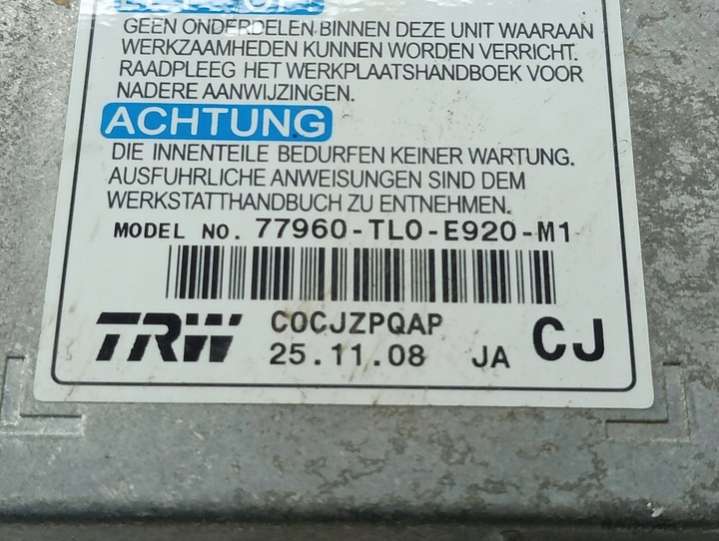 GEEN ONDERDELEN BINNEN DEZE UNIT WAARAAN
WERKZAAMHEDEN KUNNEN WORDEN VERRICHT.
RAADPLEEG HET WERKPLAATSHANDBOEK VOOR
NADERE AANWIJZINGEN.
ACHTUNG
DIE INNENTEILE BEDURFEN KEINER WARTUNG.
AUSFUHRLICHE ANWEISUNGEN SIND DEM
WERKSTATTHANDBUCH ZU ENTNEHMEN.
MODEL NO. 77960-TL0-E920-M1
TRW C0CJZPQAP CJ
25.11.08 JA